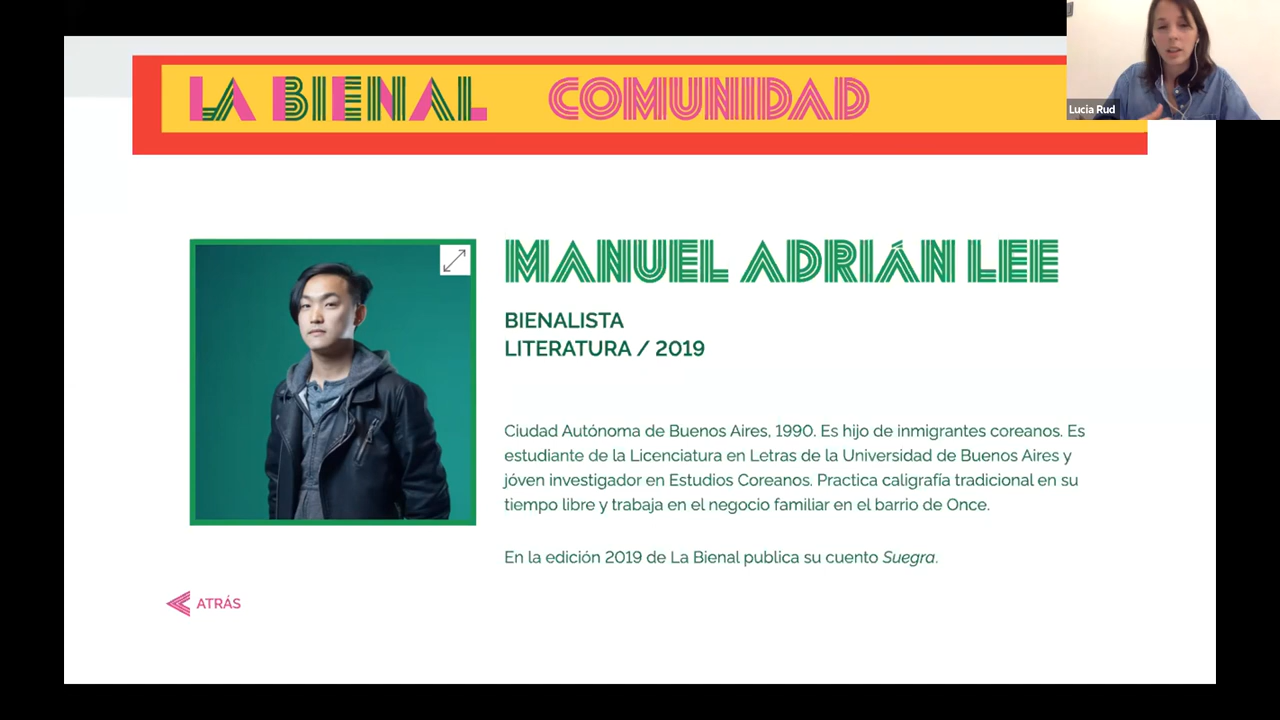 LA BIENAL COMUNIDAD
Lucia Rud
MANUEL ADRIÁN LEE
BIENALISTA
LITERATURA / 2019
Ciudad Autónoma de Buenos Aires, 1990. Es hijo de inmigrantes coreanos. Es
estudiante de la Licenciatura en Letras de la Universidad de Buenos Aires y
jóven investigador en Estudios Coreanos. Practica caligrafía tradicional en su
tiempo libre y trabaja en el negocio familiar en el barrio de Once.
En la edición 2019 de La Bienal publica su cuento Suegra.
ATRÁS